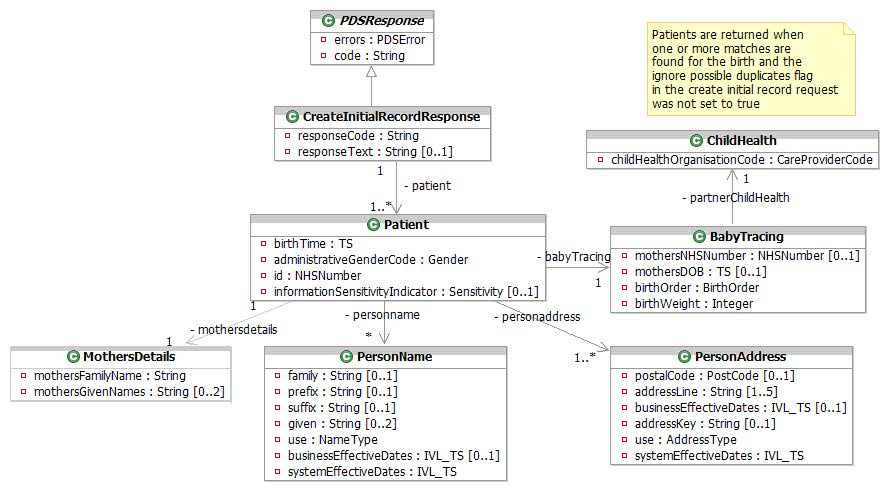 PDSResponse
errors : PDSError
code : String
Patients are returned when
one or more matches are
found for the birth and the
ignore possible duplicates flag
in the create initial record request
was not set to true
CreateInitialRecordResponse
responseCode : String
responseText : String [0..1]
ChildHealth
childHealthOrganisationCode : CareProviderCode
1
- patient
1..*
1
- partnerChildHealth
Patient
birthTime : TS
administrativeGenderCode : Gender
id : NHSNumber
informationSensitivityIndicator : Sensitivity [0..1]
- babyTracing
1
BabyTracing
mothersNHSNumber : NHSNumber [0..1]
mothersDOB : TS [0..1]
birthOrder : BirthOrder
birthWeight : Integer
1
- mothersdetails
1
- personname
*
- personaddress
1..*
MothersDetails
mothersFamilyName : String
mothersGivenNames : String [0..2]
PersonName
family : String [0..1]
prefix : String [0..1]
suffix : String [0..1]
given : String [0..2]
use : NameType
businessEffectiveDates : IVL_TS [0..1]
systemEffectiveDates : IVL_TS
PersonAddress
postalCode : PostCode [0..1]
addressLine : String [1..5]
businessEffectiveDates : IVL_TS [0..1]
addressKey : String [0..1]
use : AddressType
systemEffectiveDates : IVL_TS